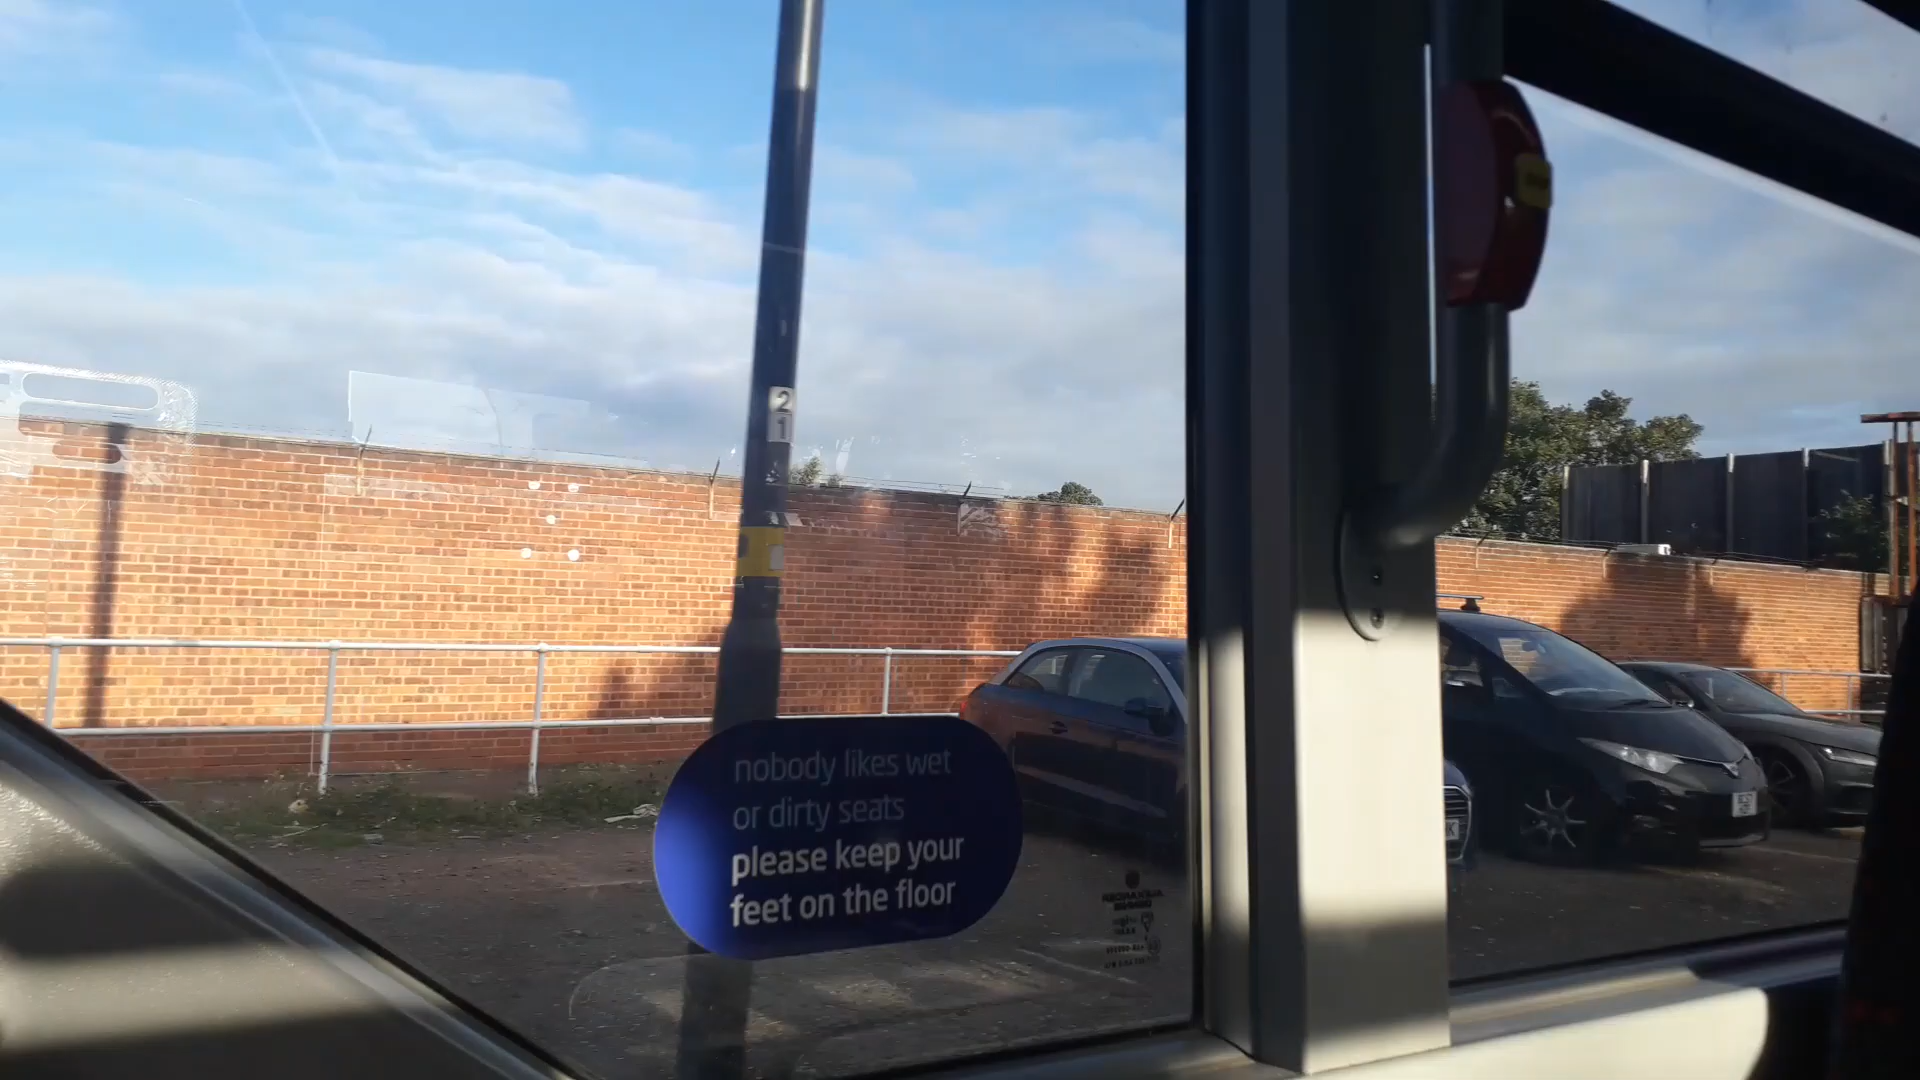 2
1
nobody likes wet
or dirty seats
please keep your
feet on the floor